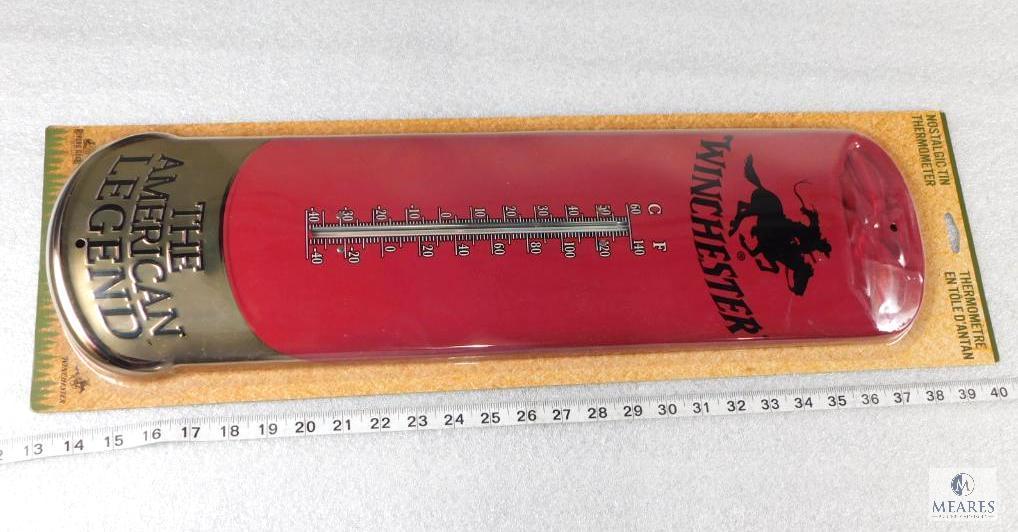 NOSTALGIC TIN
THERMOMETER
THERMOMÈTRE
EN TÔLE D'ANTAN
WINCHESTER
®
C F
60 140
50 120
40 100
30 80
20 60
10 40
0 20
-10 0
-20 -20
-30 -40
-40
THE
AMERICAN
LEGEND
WINCHESTER
13 14 15 16 17 18 19 20 21 22 23 24 25 26 27 28 29 30 31 32 33 34 35 36 37 38 39 40
MEARES